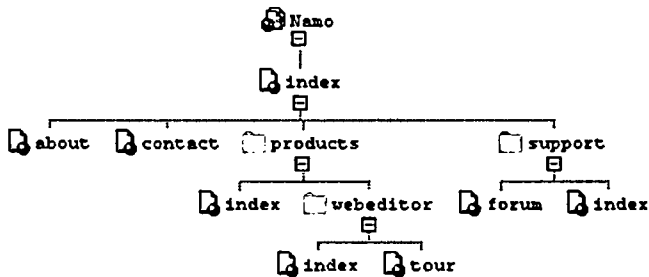 Namo
index
about contact products support
index webeditor forum index
index tour